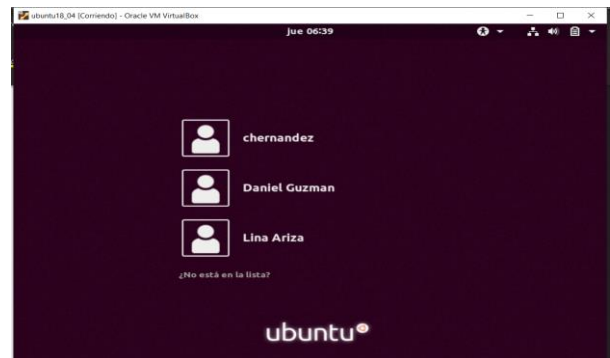 ubuntu18_04 [Corriendo] - Oracle VM VirtualBox
jue 06:39
chernandez
Daniel Guzman
Lina Ariza
¿No está en la lista?
ubuntu